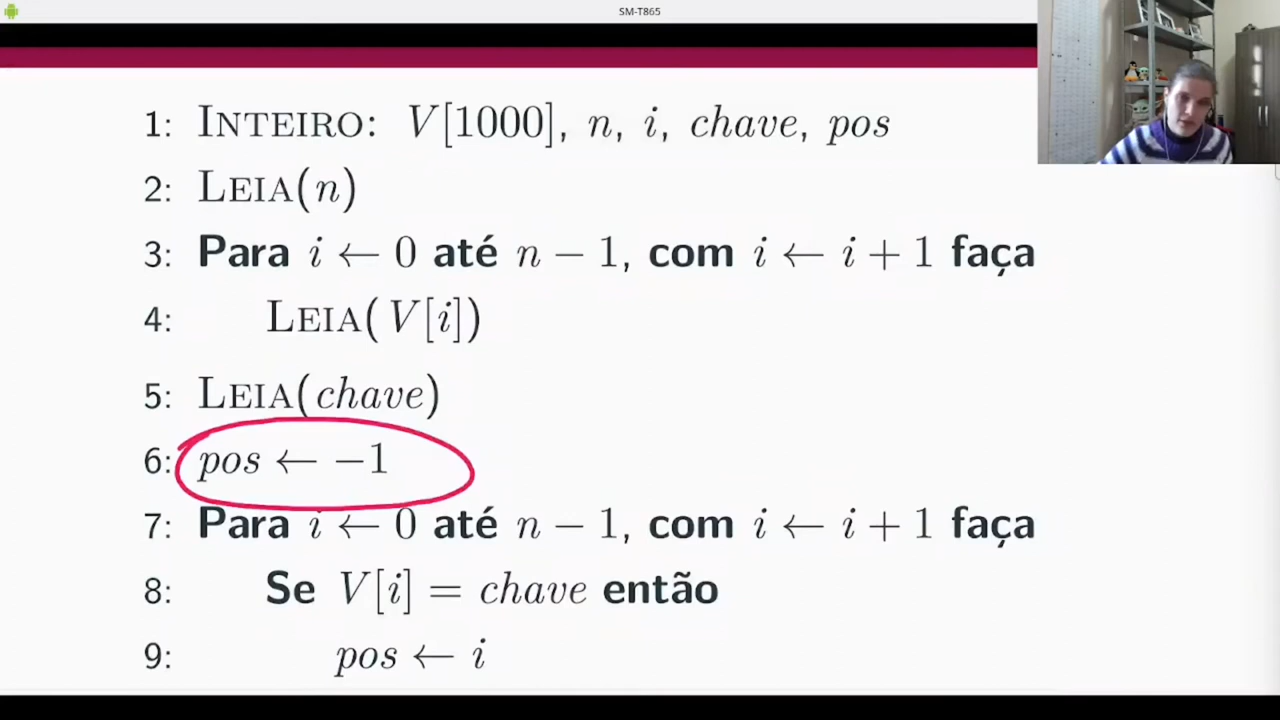 SM-T865
1: INTEIRO: V[1000], n, i, chave, pos
2: LEIA(n)
3: Para i ← 0 até n − 1, com i ← i + 1 faça
4: LEIA(V[i])
5: LEIA(chave)
6: pos ← −1
7: Para i ← 0 até n − 1, com i ← i + 1 faça
8: Se V[i] = chave então
9: pos ← i